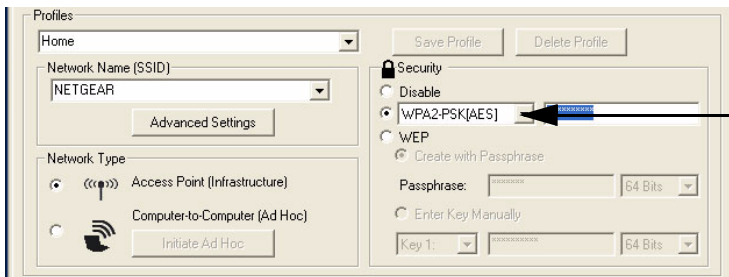 Profiles
Home
Save Profile
Delete Profile
Network Name (SSID)
NETGEAR
Advanced Settings
Security
Disable
WPA2-PSK[AES]
WEP
Create with Passphrase
Passphrase:
64 Bits
Enter Key Manually
Key 1:
64 Bits
Network Type
Access Point (Infrastructure)
Computer-to-Computer (Ad Hoc)
Initiate Ad Hoc